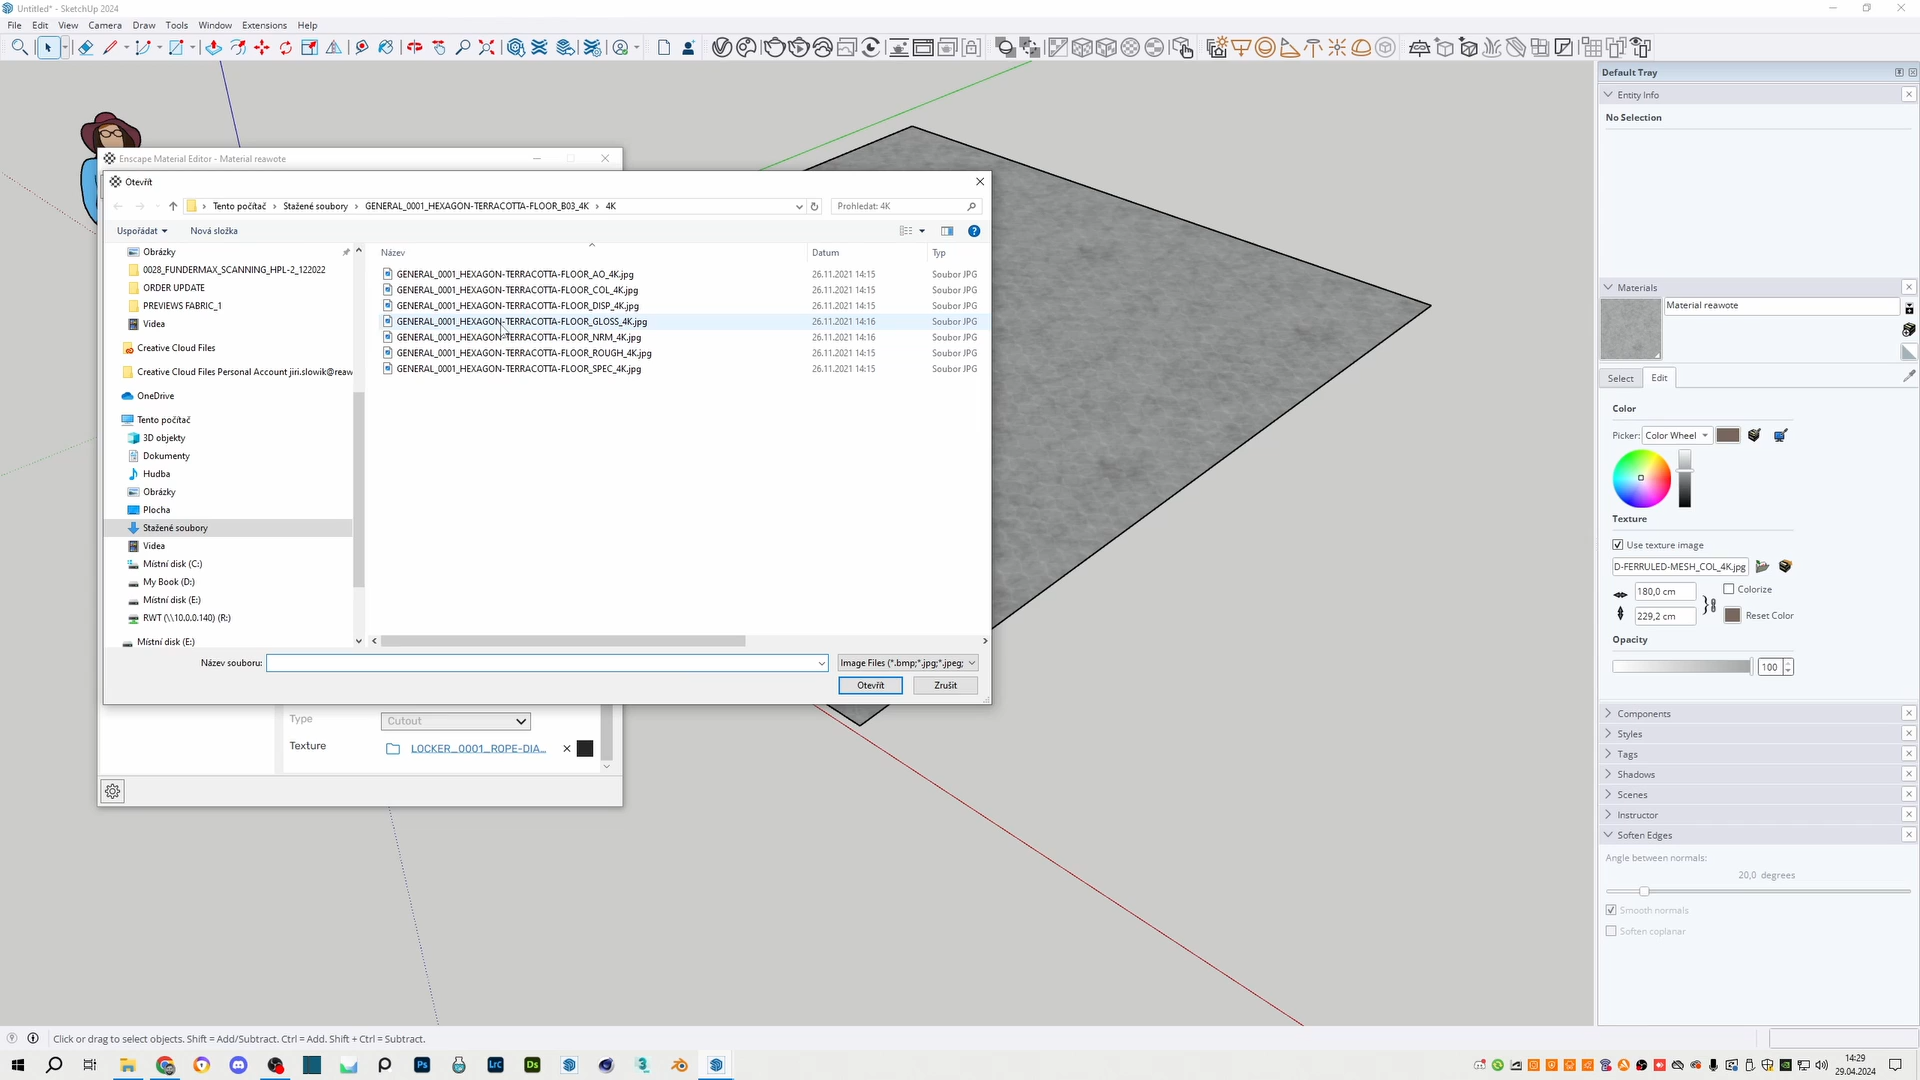 Untitled* - SketchUp 2024
File Edit View Camera Draw Tools Window Extensions Help
Default Tray
Entity Info
No Selection
Enscape Material Editor - Material reawote
Otevřít
Tento počítač › Stažené soubory › GENERAL_0001_HEXAGON-TERRACOTTA-FLOOR_B03_4K › 4K
Prohledat: 4K
Uspořádat Nová složka
Název Datum Typ
Obrázky
0028_FUNDERMAX_SCANNING_HPL-2_122022
ORDER UPDATE
PREVIEWS FABRIC_1
Videa
Creative Cloud Files
Creative Cloud Files Personal Account jiri.slowik@reaw
OneDrive
Tento počítač
3D objekty
Dokumenty
Hudba
Obrázky
Plocha
Stažené soubory
Videa
Místní disk (C:)
My Book (D:)
Místní disk (E:)
RWT (\\10.0.0.140) (R:)
Místní disk (E:)
GENERAL_0001_HEXAGON-TERRACOTTA-FLOOR_AO_4K.jpg 26.11.2021 14:15 Soubor JPG
GENERAL_0001_HEXAGON-TERRACOTTA-FLOOR_COL_4K.jpg 26.11.2021 14:15 Soubor JPG
GENERAL_0001_HEXAGON-TERRACOTTA-FLOOR_DISP_4K.jpg 26.11.2021 14:15 Soubor JPG
GENERAL_0001_HEXAGON-TERRACOTTA-FLOOR_GLOSS_4K.jpg 26.11.2021 14:16 Soubor JPG
GENERAL_0001_HEXAGON-TERRACOTTA-FLOOR_NRM_4K.jpg 26.11.2021 14:16 Soubor JPG
GENERAL_0001_HEXAGON-TERRACOTTA-FLOOR_ROUGH_4K.jpg 26.11.2021 14:15 Soubor JPG
GENERAL_0001_HEXAGON-TERRACOTTA-FLOOR_SPEC_4K.jpg 26.11.2021 14:15 Soubor JPG
Název souboru:
Image Files (*.bmp;*.jpg;*.jpeg;
Otevřít Zrušit
Type Cutout
Texture LOCKER_0001_ROPE-DIA...
Materials
Material reawote
Select Edit
Color
Picker: Color Wheel
Texture
Use texture image
D-FERRULED-MESH_COL_4K.jpg
180,0 cm Colorize
229,2 cm Reset Color
Opacity
100
Components
Styles
Tags
Shadows
Scenes
Instructor
Soften Edges
Angle between normals:
20,0 degrees
Smooth normals
Soften coplanar
Click or drag to select objects. Shift = Add/Subtract. Ctrl = Add. Shift + Ctrl = Subtract.
Ps Lrc Ds 3
14:29
29.04.2024